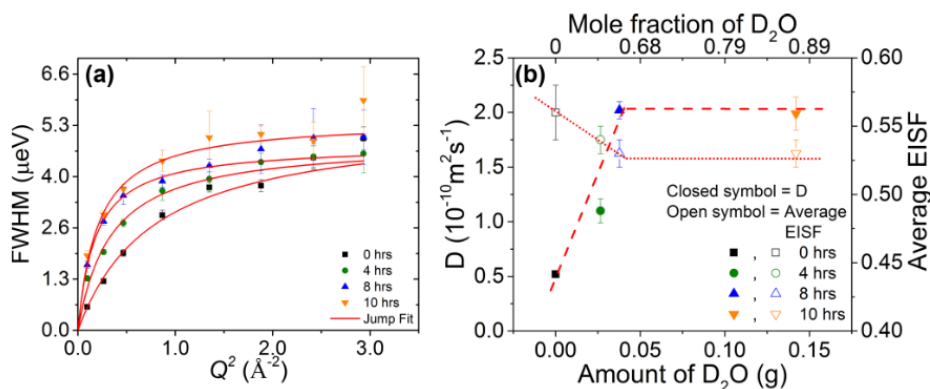 (a)
FWHM (μeV)
6.6
5.3
4.0
2.6
1.3
0.0
0.0 1.0 2.0 3.0
Q² (Å⁻²)
0 hrs
4 hrs
8 hrs
10 hrs
Jump Fit
Mole fraction of D₂O
0 0.68 0.79 0.89
(b)
D (10⁻¹⁰m²s⁻¹)
2.5
2.0
1.5
1.0
0.5
0.0
0.00 0.05 0.10 0.15
Amount of D₂O (g)
0.60
0.55
0.50
0.45
0.40
Average EISF
Closed symbol = D
Open symbol = Average
EISF
, 0 hrs
, 4 hrs
, 8 hrs
, 10 hrs